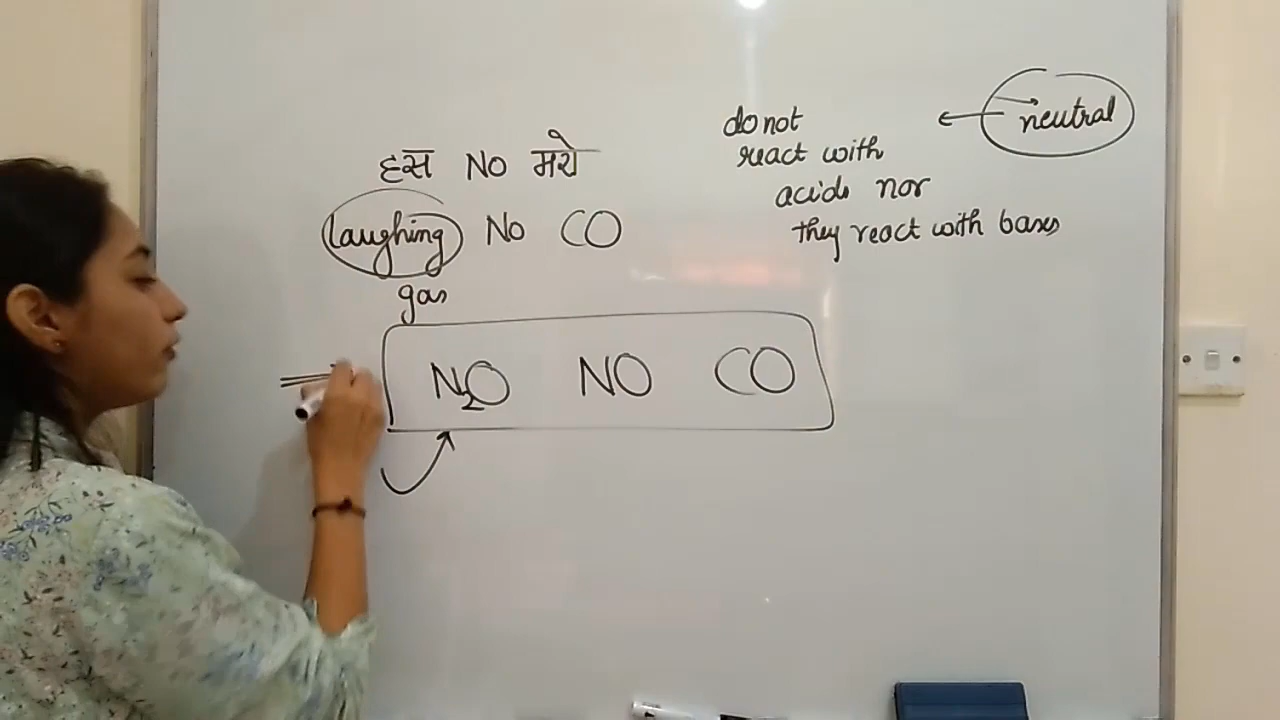 हस NO मरो
laughing No CO
gas
N₂O NO CO
neutral
do not
react with
acids nor
they react with bases